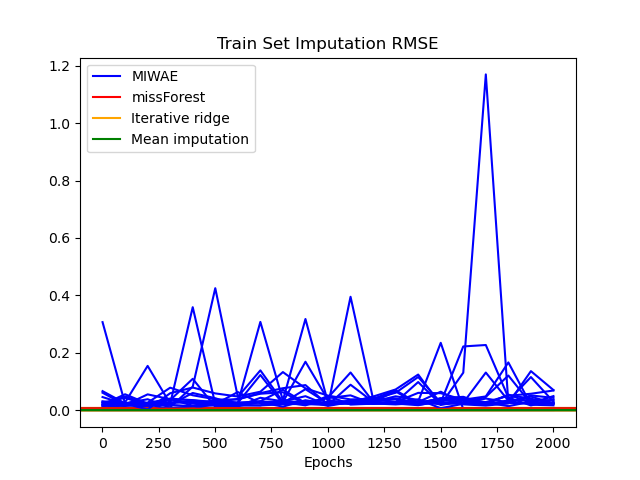 Train Set Imputation RMSE
MIWAE
missForest
Iterative ridge
Mean imputation
1.2
1.0
0.8
0.6
0.4
0.2
0.0
0 250 500 750 1000 1250 1500 1750 2000
Epochs